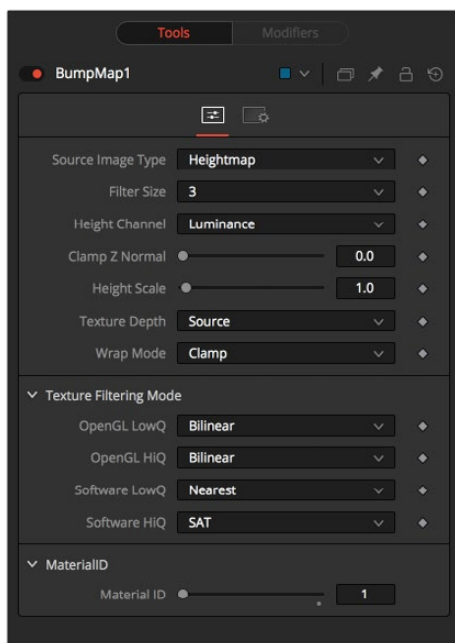 Tools Modifiers
BumpMap1
Source Image Type Heightmap
Filter Size 3
Height Channel Luminance
Clamp Z Normal 0.0
Height Scale 1.0
Texture Depth Source
Wrap Mode Clamp
Texture Filtering Mode
OpenGL LowQ Bilinear
OpenGL HiQ Bilinear
Software LowQ Nearest
Software HiQ SAT
MaterialID
Material ID 1